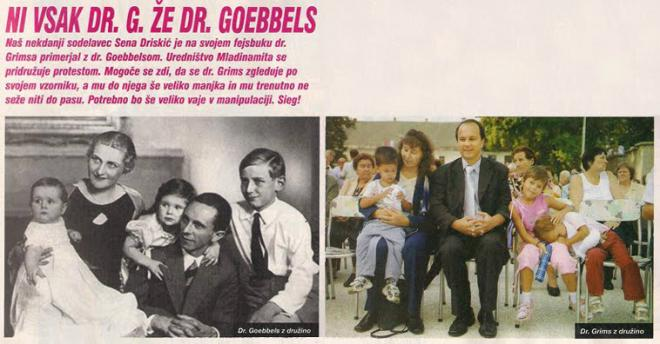 NI VSAK DR. G. ŽE DR. GOEBBELS
Naš nekdanji sodelavec Sena Driskić je na svojem fejsbuku dr.
Grimsa primerjal z dr. Goebbelsom. Uredništvo Mladinamita se
pridružuje protestom. Mogoče se zdi, da se dr. Grims zgleduje po
svojem vzorniku, a mu do njega še veliko manjka in mu trenutno ne
seže niti do pasu. Potrebno bo še veliko vaje v manipulaciji. Sieg!
Dr. Goebbels z družino
Dr. Grims z družino